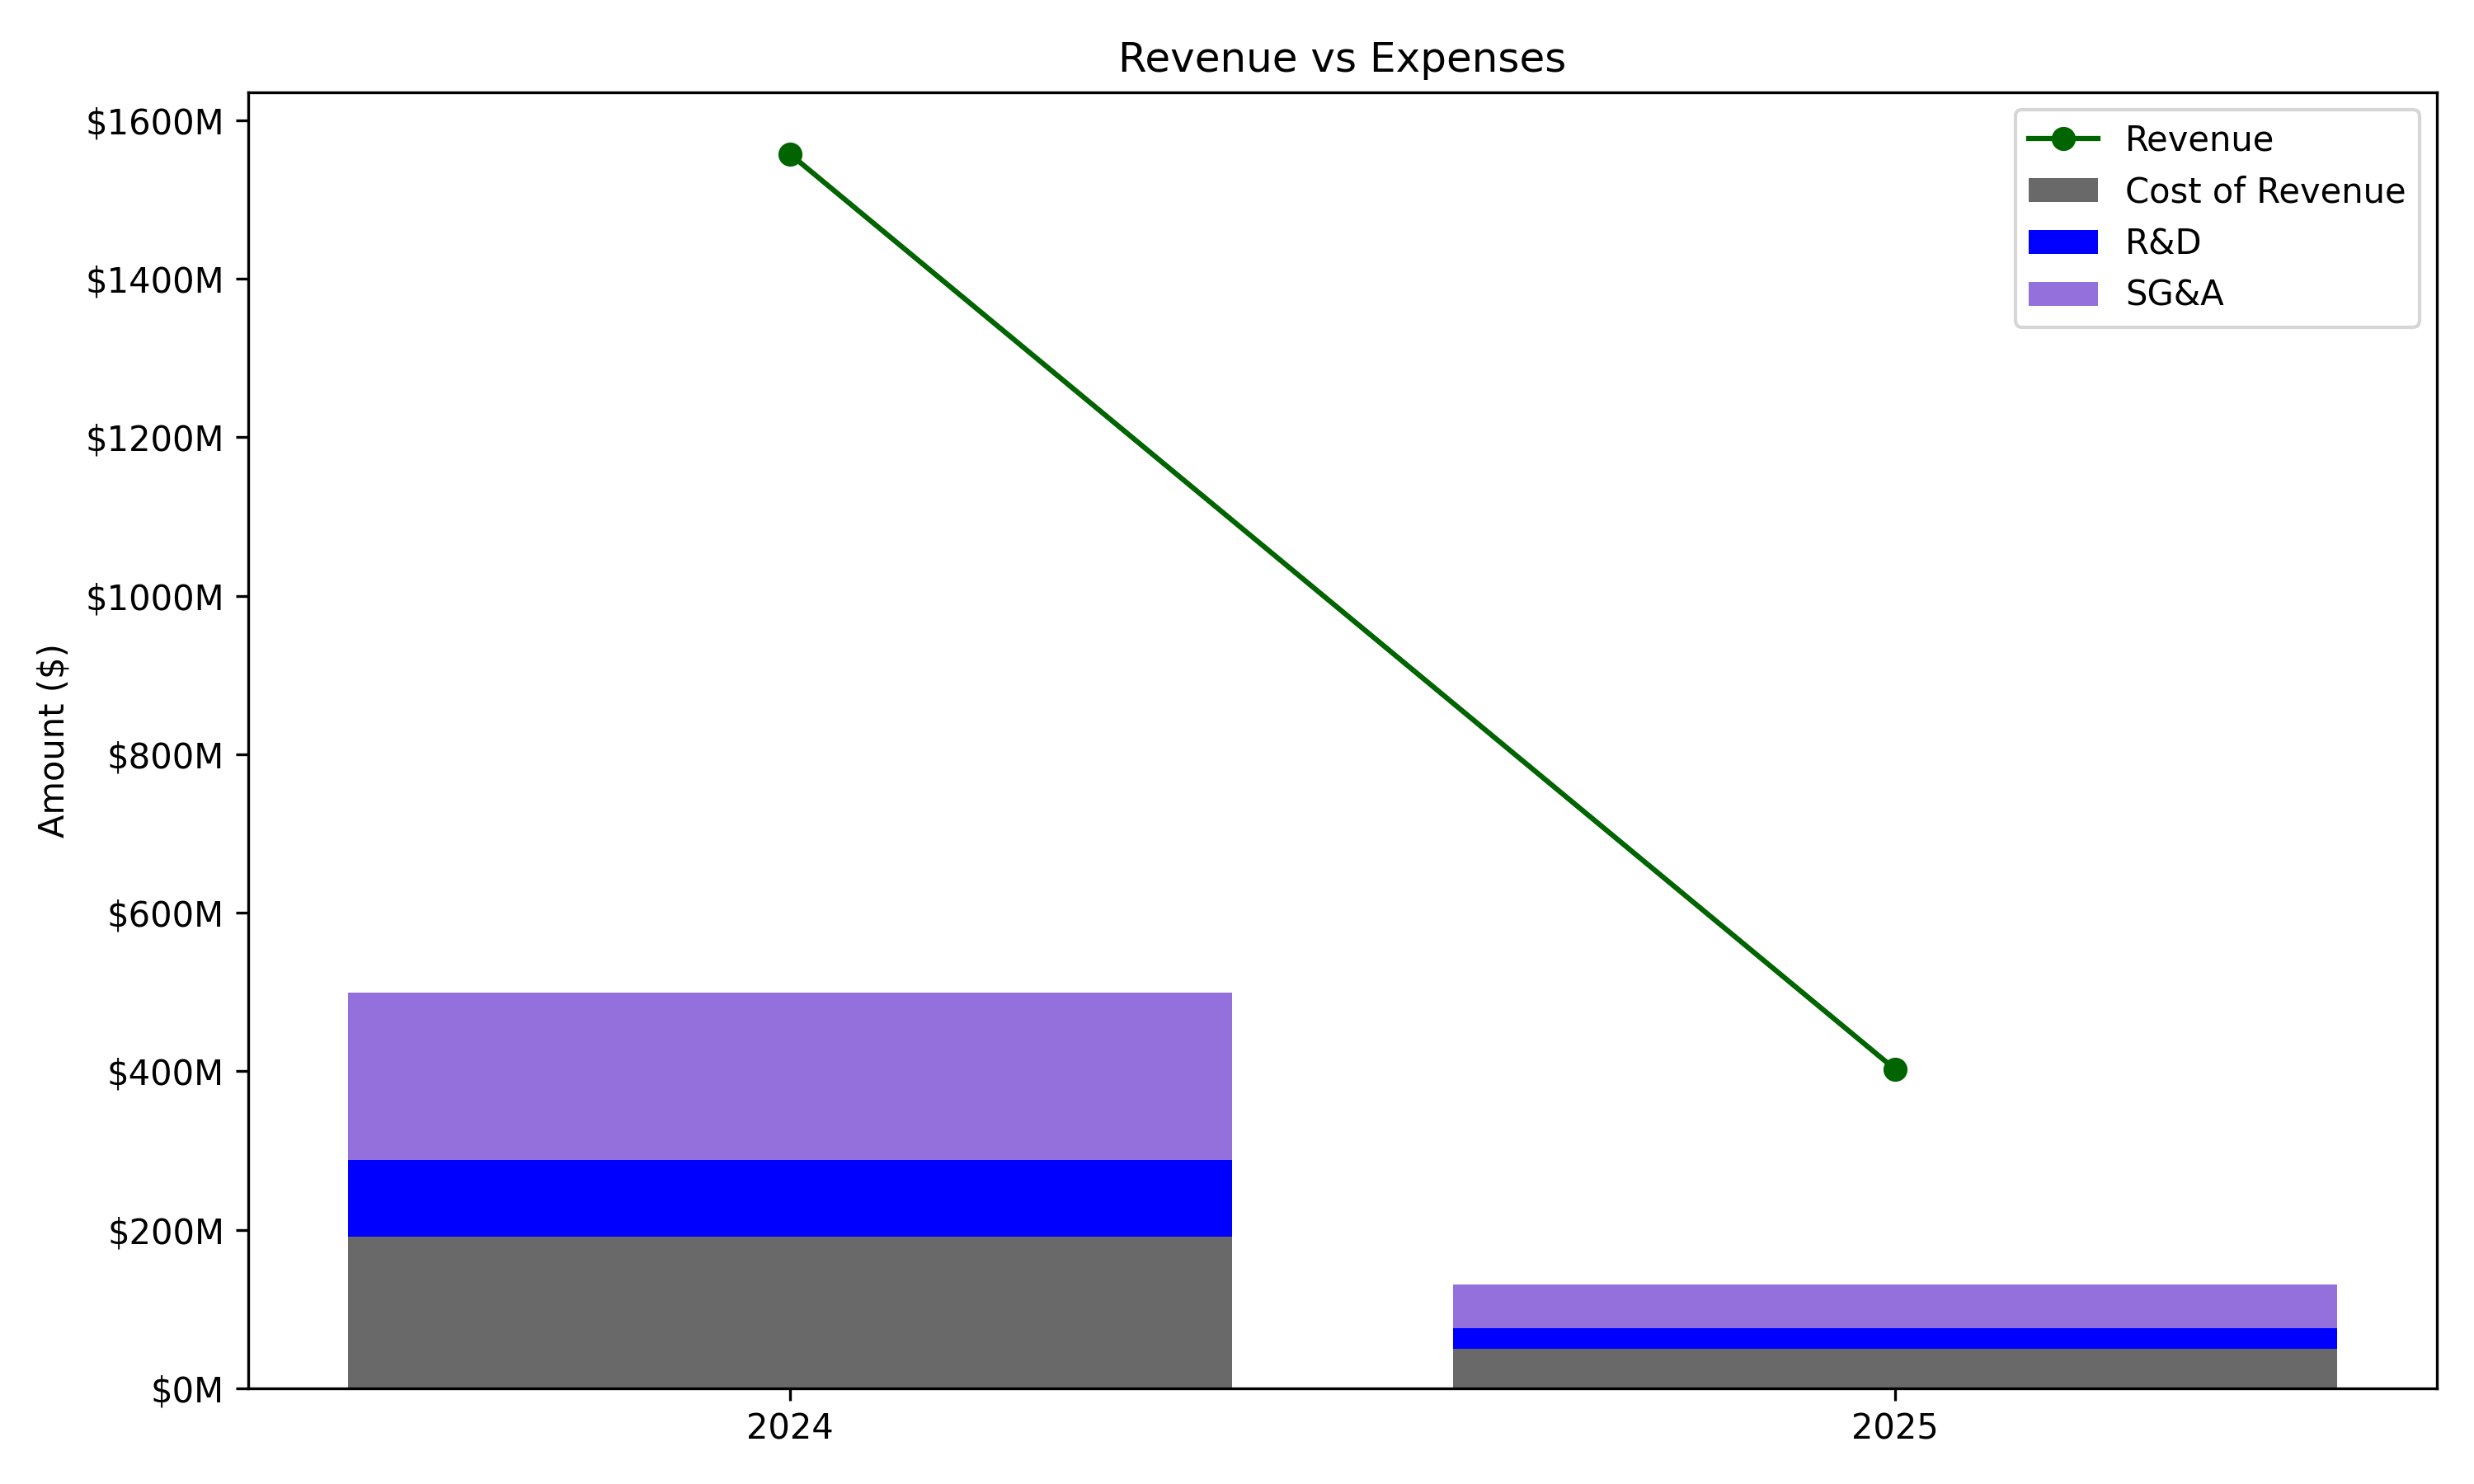 Revenue vs Expenses
$1600M
$1400M
$1200M
$1000M
$800M
$600M
$400M
$200M
$0M
Amount ($)
2024
2025
Revenue
Cost of Revenue
R&D
SG&A